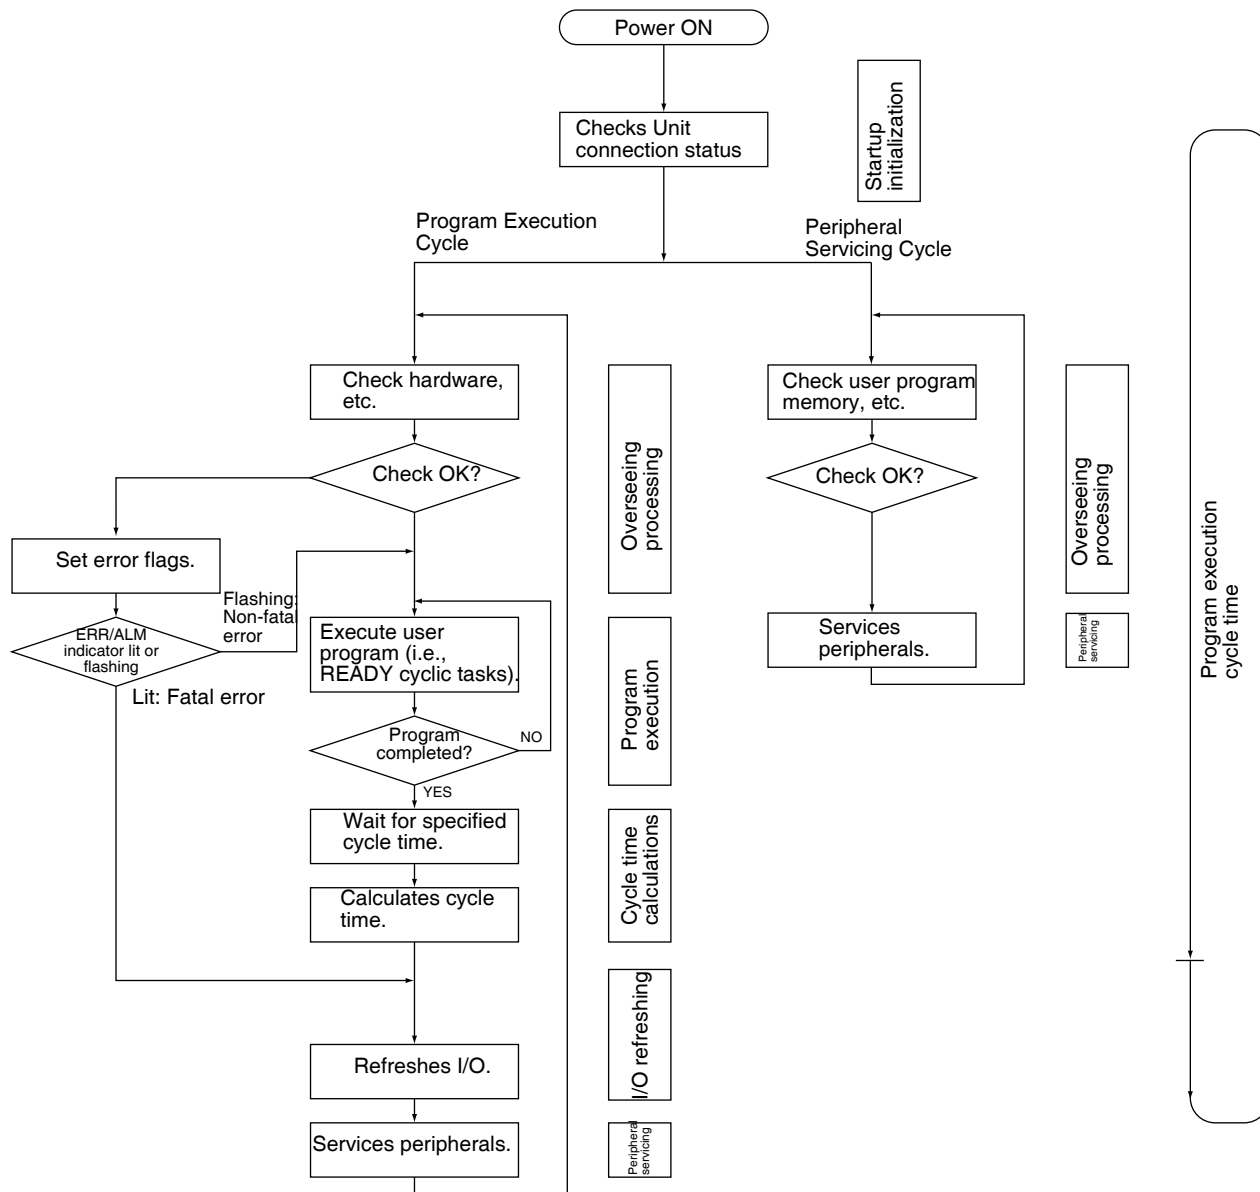 Power ON
Startup
initialization
Checks Unit
connection status
Program Execution
Cycle
Peripheral
Servicing Cycle
Check hardware,
etc.
Check OK?
Overseeing
processing
Check user program
memory, etc.
Check OK?
Overseeing
processing
Program execution
cycle time
Set error flags.
Flashing:
Non-fatal
error
ERR/ALM
indicator lit or
flashing
Lit: Fatal error
Execute user
program (i.e.,
READY cyclic tasks).
Program
execution
Services
peripherals.
Peripheral
servicing
Program
completed?
NO
YES
Wait for specified
cycle time.
Calculates cycle
time.
Cycle time
calculations
Refreshes I/O.
I/O refreshing
Services peripherals.
Peripheral
servicing